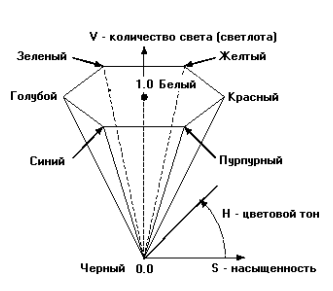 V - количество света (светлота)
Зеленый
Желтый
1.0 Белый
Голубой
Красный
Синий
Пурпурный
H - цветовой тон
Черный 0.0
S - насыщенность